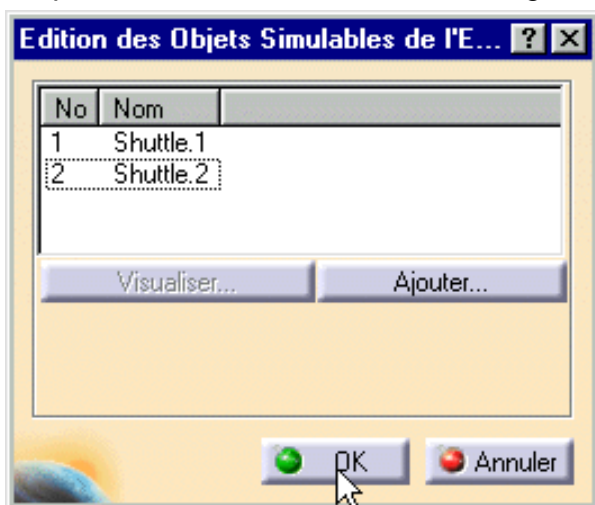 Edition des Objets Simulables de l'E... ? X
No Nom
1 Shuttle.1
2 Shuttle.2
Visualiser... Ajouter...
OK Annuler